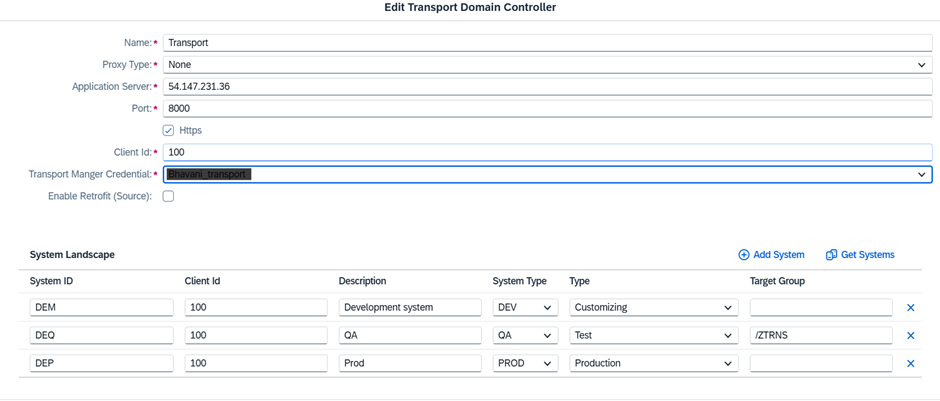 Edit Transport Domain Controller
Name:* Transport
Proxy Type:* None
Application Server:* 54.147.231.36
Port:* 8000
Https
Client Id:* 100
Transport Manger Credential:* Bhavani_transport
Enable Retrofit (Source):
System Landscape Add System Get Systems
System ID Client Id Description System Type Type Target Group
DEM 100 Development system DEV Customizing
DEQ 100 QA QA Test /ZTRNS
DEP 100 Prod PROD Production